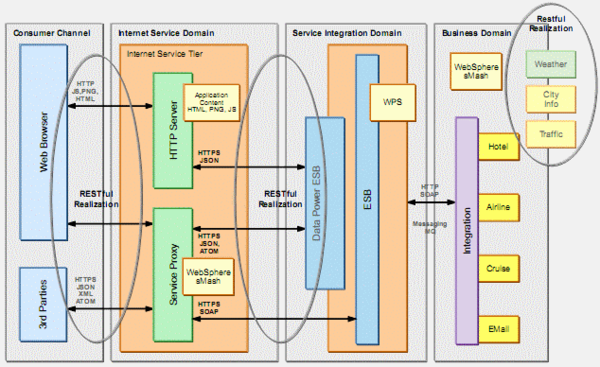 Consumer Channel
Internet Service Domain
Service Integration Domain
Business Domain
Restful
Realization
Internet Service Tier
Web Browser
3rd Parties
HTTP
JS,PNG,
HTML
RESTful
Realization
HTTPS
JSON
XML
ATOM
HTTP Server
Application
Content
HTML, PNG, JS
HTTPS
JSON
Service Proxy
WebSphere
sMash
HTTPS
JSON,
ATOM
HTTPS
SOAP
RESTful
Realization
Data Power ESB
ESB
WPS
HTTP
SOAP
Messaging
MQ
WebSphere
sMash
Integration
Weather
City
Info
Traffic
Hotel
Airline
Cruise
EMail